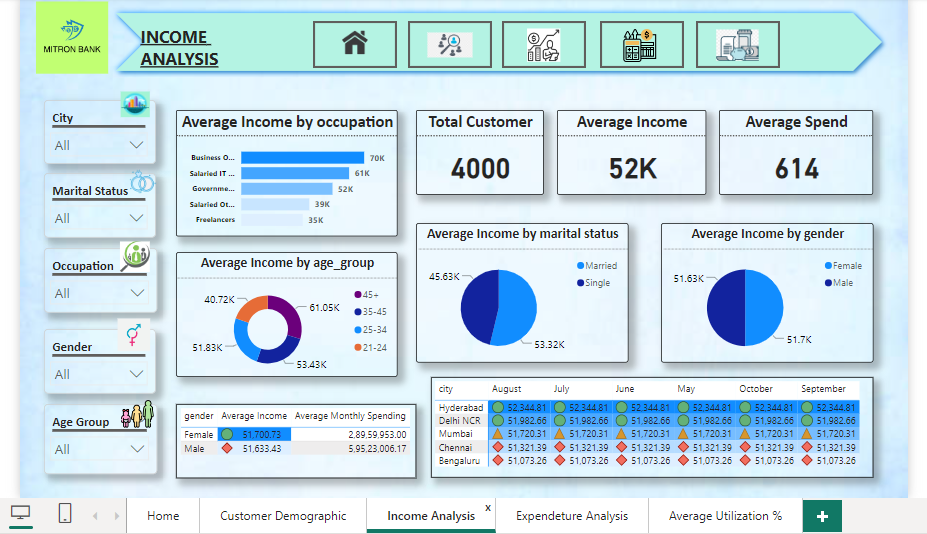 MITRON BANK
INCOME
ANALYSIS
City
All
Marital Status
All
Occupation
All
Gender
All
Age Group
All
Average Income by occupation
Business O... 70K
Salaried IT ... 61K
Governme... 52K
Salaried Ot... 39K
Freelancers 35K
Total Customer
4000
Average Income
52K
Average Spend
614
Average Income by age_group
40.72K
61.05K
51.83K
53.43K
45+
35-45
25-34
21-24
Average Income by marital status
45.63K
53.32K
Married
Single
Average Income by gender
51.63K
51.7K
Female
Male
gender Average Income Average Monthly Spending
Female 51,700.73 2,89,59,953.00
Male 51,633.43 5,95,23,006.17
city August July June May October September
Hyderabad 52,344.81 52,344.81 52,344.81 52,344.81 52,344.81 52,344.81
Delhi NCR 51,982.66 51,982.66 51,982.66 51,982.66 51,982.66 51,982.66
Mumbai 51,720.31 51,720.31 51,720.31 51,720.31 51,720.31 51,720.31
Chennai 51,321.39 51,321.39 51,321.39 51,321.39 51,321.39 51,321.39
Bengaluru 51,073.26 51,073.26 51,073.26 51,073.26 51,073.26 51,073.26
Home Customer Demographic Income Analysis x Expendeture Analysis Average Utilization % +